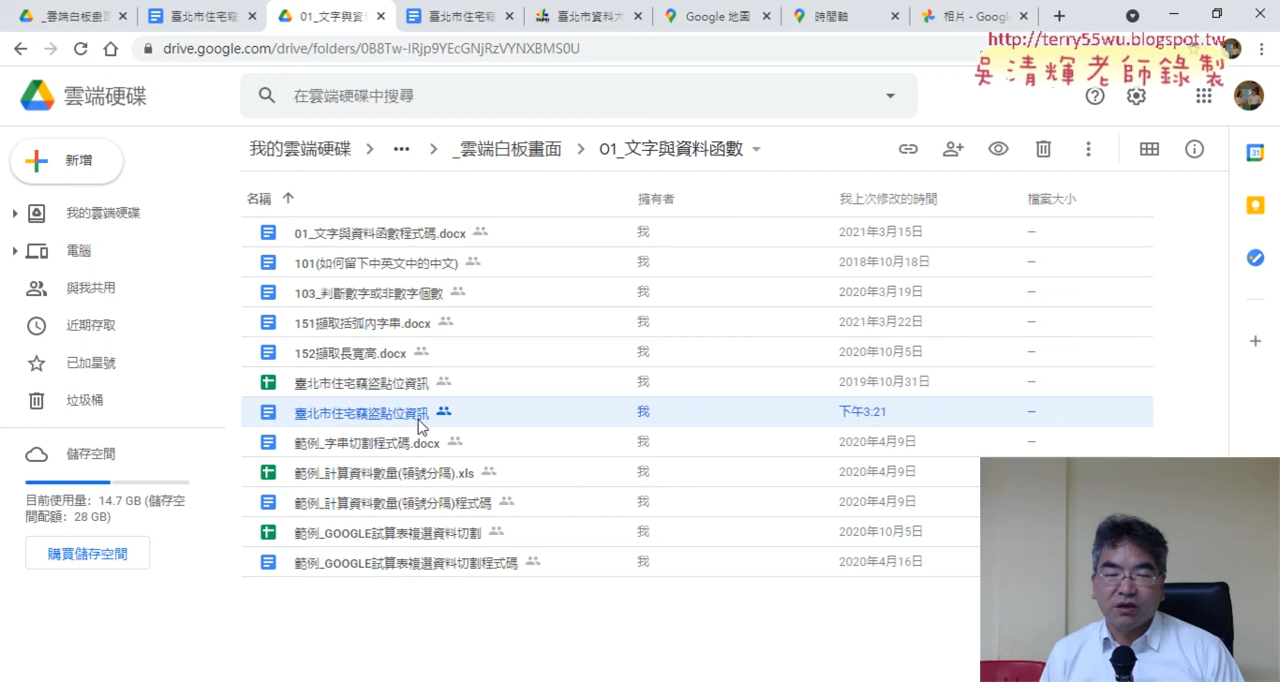 _雲端白板畫面
臺北市住宅竊
01_文字與資
臺北市住宅竊
臺北市資料大
Google 地圖
時間軸
相片 - Goog
drive.google.com/drive/folders/0B8Tw-IRjp9YEcGNjRzVYNXBMS0U
http://terry55wu.blogspot.tw
吳清輝老師錄製
雲端硬碟
在雲端硬碟中搜尋
新增
我的雲端硬碟
電腦
與我共用
近期存取
已加星號
垃圾桶
儲存空間
目前使用量：14.7 GB (儲存空
間配額：28 GB)
購買儲存空間
我的雲端硬碟 > ••• > _雲端白板畫面 > 01_文字與資料函數
名稱 ↑ 擁有者 我上次修改的時間 檔案大小
01_文字與資料函數程式碼.docx 我 2021年3月15日 –
101(如何留下中英文中的中文) 我 2018年10月18日 –
103_判斷數字或非數字個數 我 2020年3月19日 –
151擷取括弧內字串.docx 我 2021年3月22日 –
152擷取長寬高.docx 我 2020年10月5日 –
臺北市住宅竊盜點位資訊 我 2019年10月31日 –
臺北市住宅竊盜點位資訊 我 下午3:21 –
範例_字串切割程式碼.docx 我 2020年4月9日 –
範例_計算資料數量(頓號分隔).xls 我 2020年4月9日
範例_計算資料數量(頓號分隔)程式碼 我 2020年4月9日
範例_GOOGLE試算表複選資料切割 我 2020年10月5日
範例_GOOGLE試算表複選資料切割程式碼 我 2020年4月16日
31